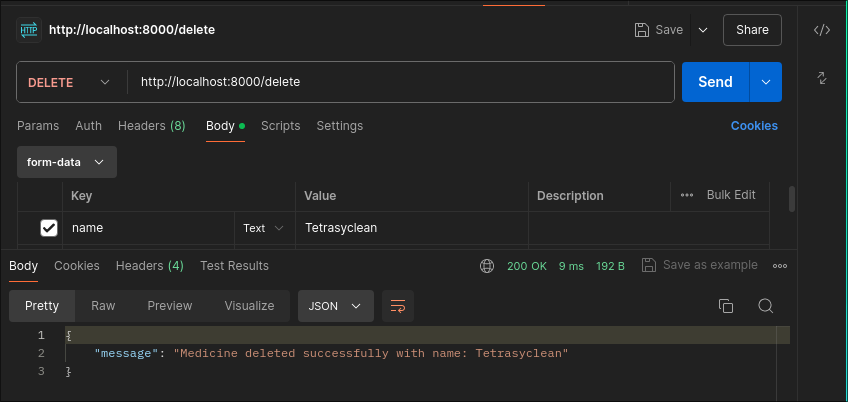 HTTP http://localhost:8000/delete Save Share
DELETE http://localhost:8000/delete Send
Params Auth Headers (8) Body Scripts Settings Cookies
form-data
Key Value Description ••• Bulk Edit
name Text Tetrasyclean
Body Cookies Headers (4) Test Results 200 OK 9 ms 192 B Save as example
Pretty Raw Preview Visualize JSON
1 {
2 "message": "Medicine deleted successfully with name: Tetrasyclean"
3 }